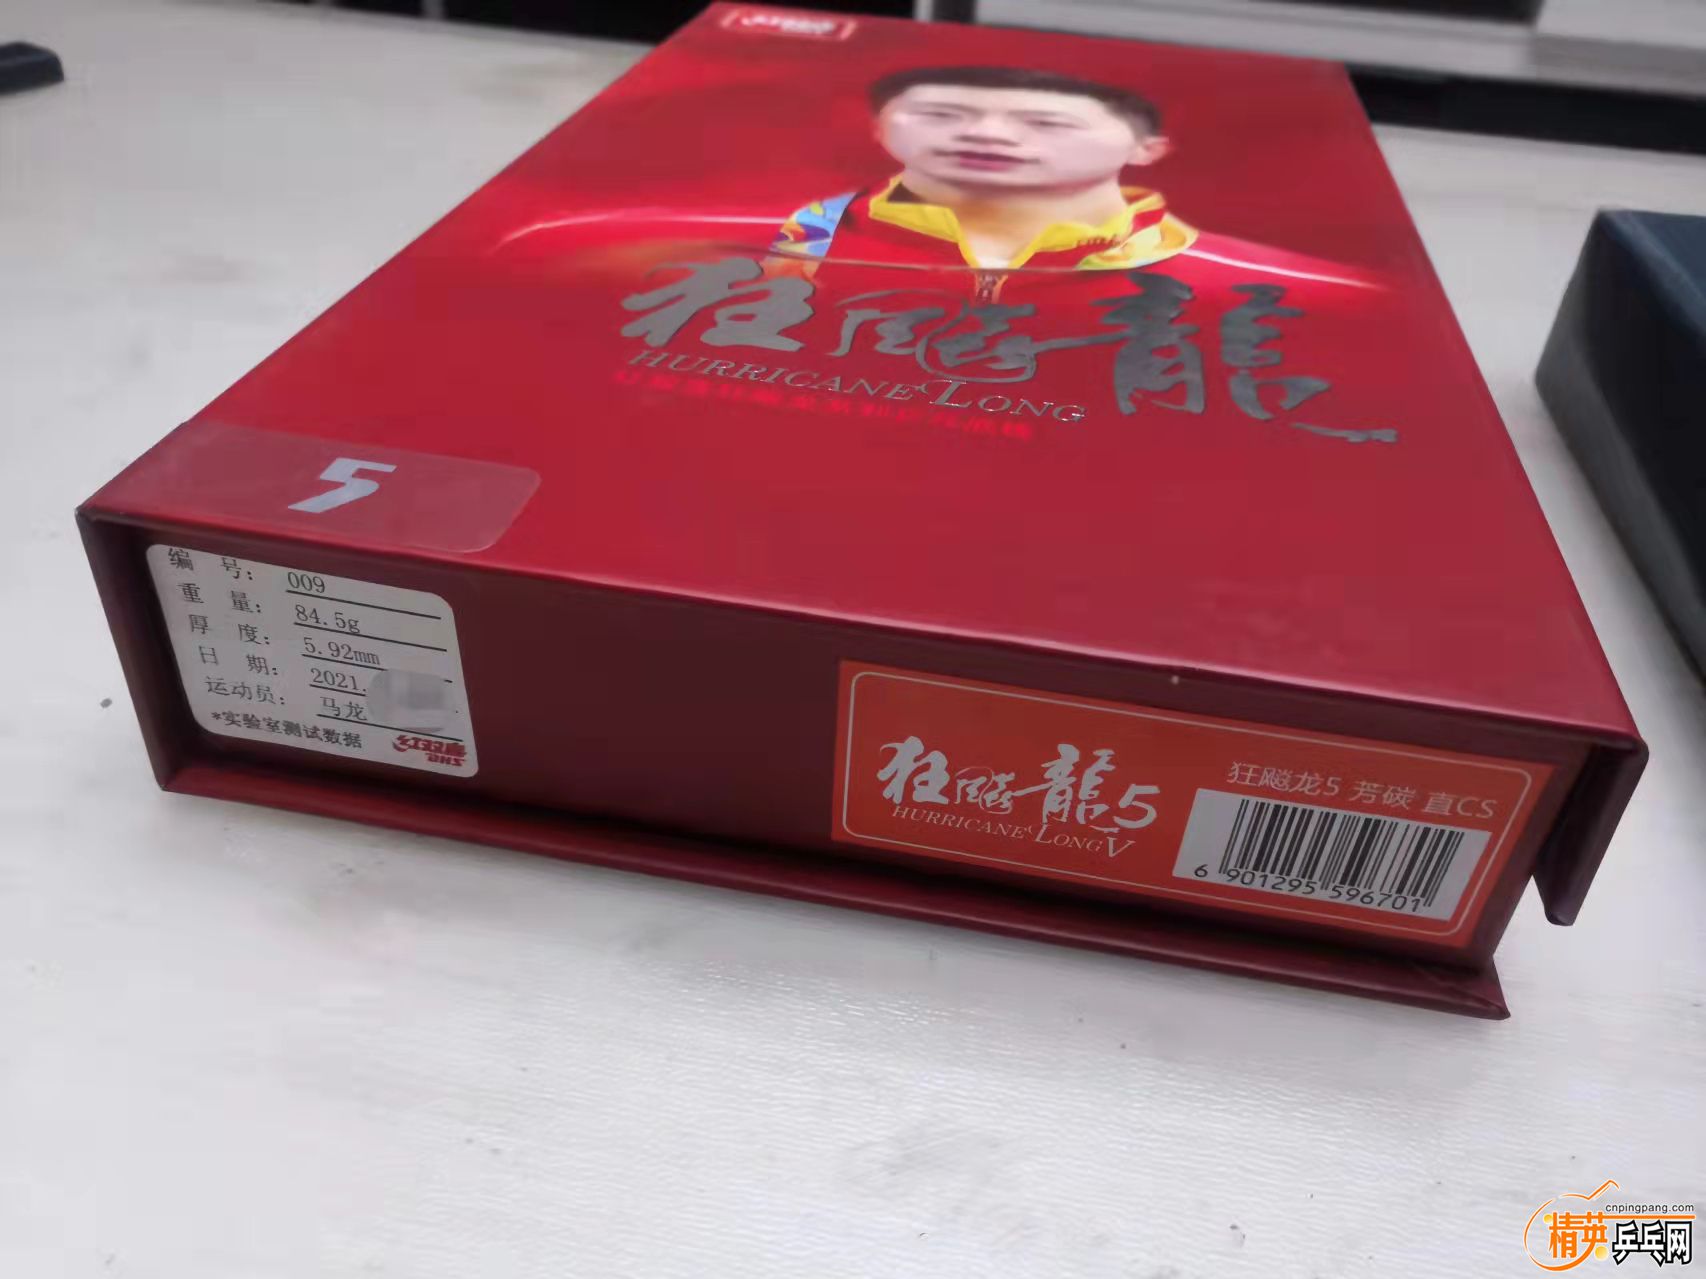 狂飚龍
HURRICANE LONG
5
编 号： 009
重 量： 84.5g
厚 度： 5.92mm
日 期： 2021.
运动员： 马龙
*实验室测试数据
红双喜
DHS
狂飚龍5
HURRICANE LONG V
狂飚龙5 芳碳 直CS
6 901295 596701
cnpingpang.com
精英乒乓网